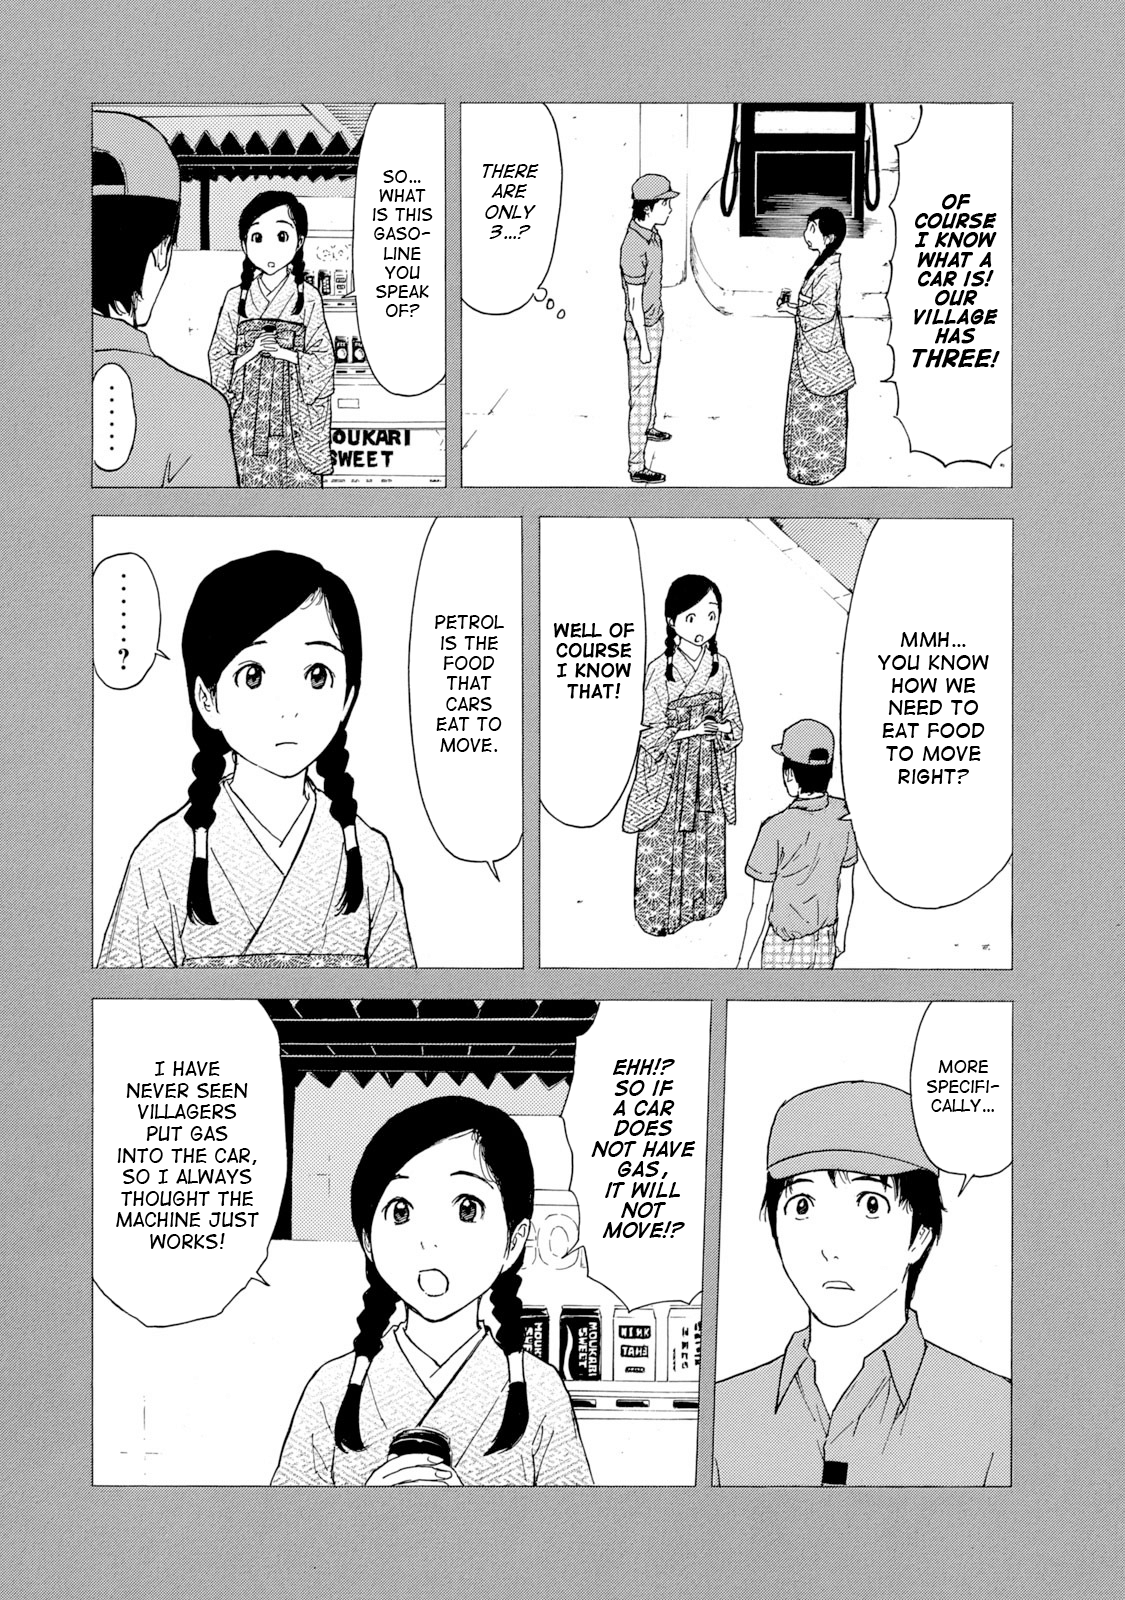 OF
COURSE
I KNOW
WHAT A
CAR IS!
OUR
VILLAGE
HAS
THREE!
THERE
ARE
ONLY
3...?
SO...
WHAT
IS THIS
GASO-
LINE
YOU
SPEAK
OF?
.......
OUKARI
SWEET
MMH...
YOU KNOW
HOW WE
NEED TO
EAT FOOD
TO MOVE
RIGHT?
WELL OF
COURSE
I KNOW
THAT!
PETROL
IS THE
FOOD
THAT
CARS
EAT TO
MOVE.
.......?
MORE
SPECIFI-
CALLY...
EHH!?
SO IF
A CAR
DOES
NOT HAVE
GAS,
IT WILL
NOT
MOVE!?
MOUKARI
SWEET
I HAVE
NEVER SEEN
VILLAGERS
PUT GAS
INTO THE CAR,
SO I ALWAYS
THOUGHT THE
MACHINE JUST
WORKS!